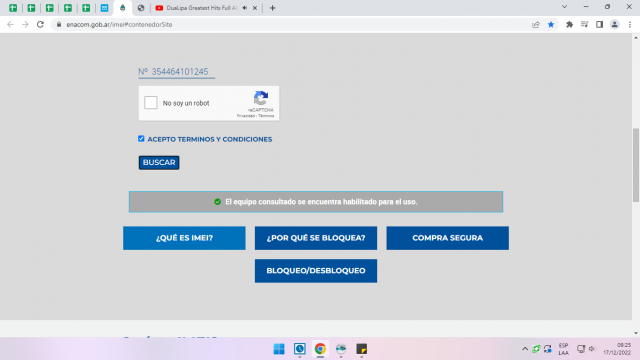 DuaLipa Greatest Hits Full Al
enacom.gob.ar/imei#contenedorSite
Nº 354464101245
No soy un robot
reCAPTCHA
Privacidad - Términos
ACEPTO TERMINOS Y CONDICIONES
BUSCAR
El equipo consultado se encuentra habilitado para el uso.
¿QUÉ ES IMEI?
¿POR QUÉ SE BLOQUEA?
COMPRA SEGURA
BLOQUEO/DESBLOQUEO
ESP
LAA
09:25
17/12/2022